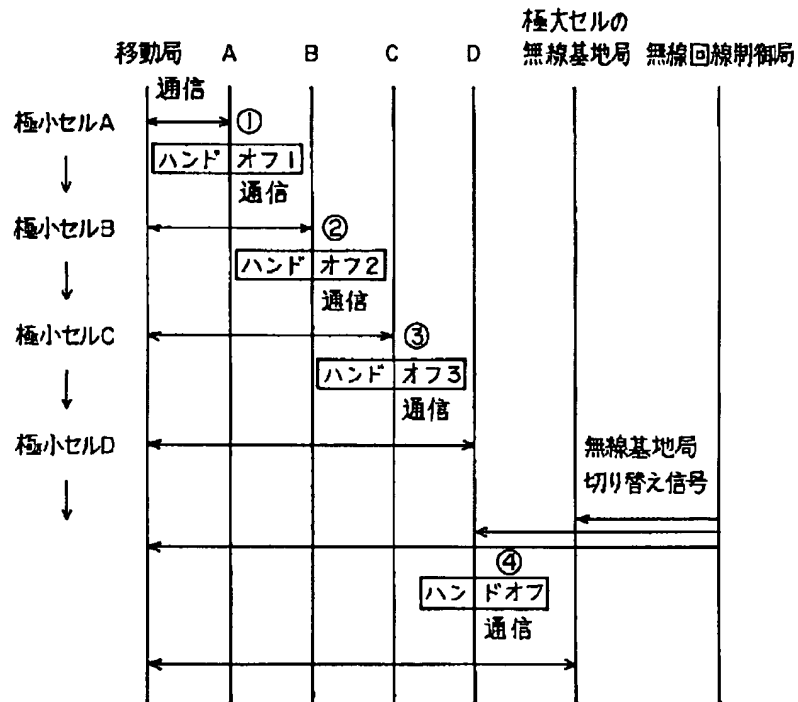 極大セルの
移動局 A B C D 無線基地局 無線回線制御局
通信
極小セルA ①
ハンドオフ1
通信
極小セルB ②
ハンドオフ2
通信
極小セルC ③
ハンドオフ3
通信
極小セルD 無線基地局
切り替え信号
④
ハンドオフ
通信